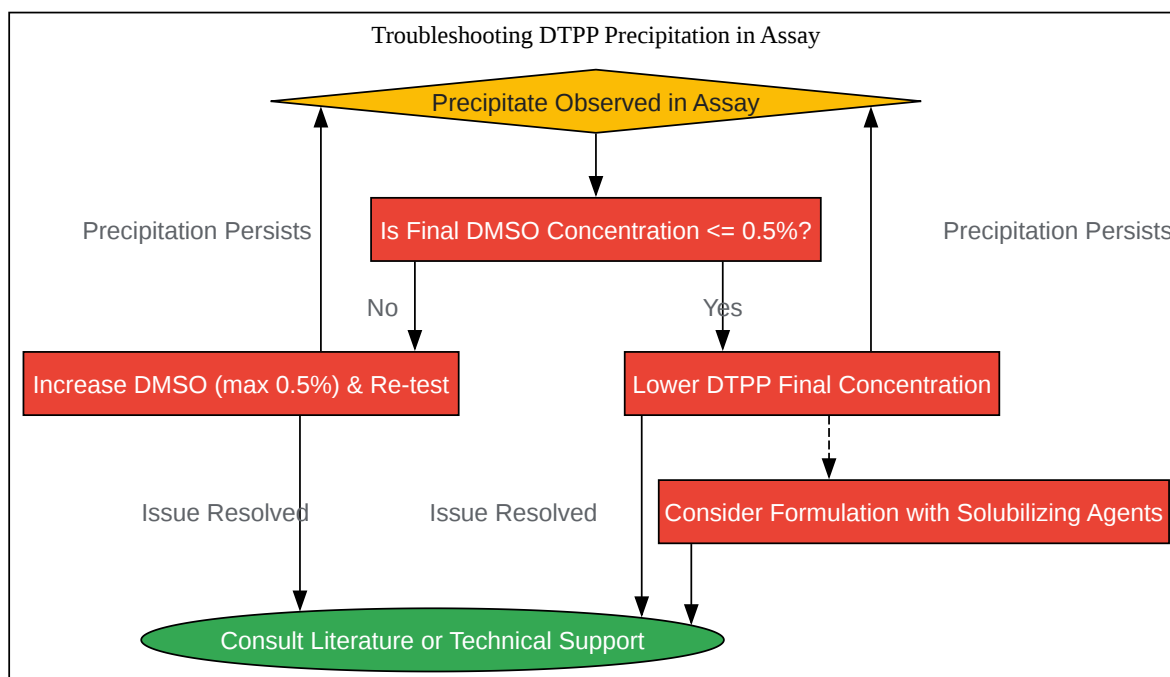 Troubleshooting DTPP Precipitation in Assay
Precipitate Observed in Assay
Precipitation Persists
Precipitation Persists
Is Final DMSO Concentration <= 0.5%?
No
Yes
Increase DMSO (max 0.5%) & Re-test
Lower DTPP Final Concentration
Issue Resolved
Issue Resolved
Consider Formulation with Solubilizing Agents
Consult Literature or Technical Support